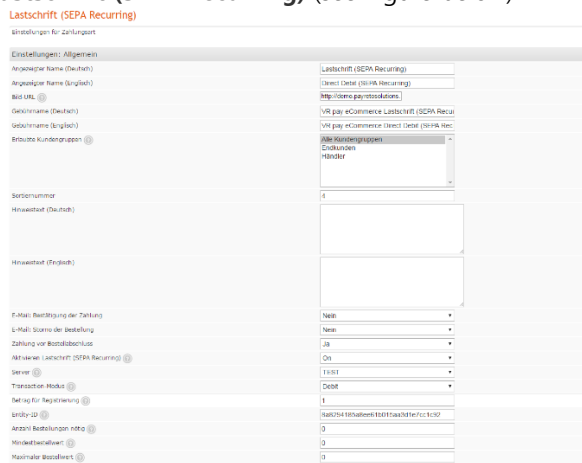 Lastschrift (SEPA Recurring)
Einstellungen für Zahlungsart
Einstellungen: Allgemein
Angezeigter Name (Deutsch) Lastschrift (SEPA Recurring)
Angezeigter Name (Englisch) Direct Debit (SEPA Recurring)
Bild URL http://demo.payretosolutions.
Gebührname (Deutsch) VR pay eCommerce Lastschrift (SEPA Recur
Gebührname (Englisch) VR pay eCommerce Direct Debit (SEPA Rec
Erlaubte Kundengruppen Alle Kundengruppen
Endkunden
Händler
Sortiernummer
Hinweistext (Deutsch)
Hinweistext (Englisch)
E-Mail: Bestätigung der Zahlung Nein
E-Mail: Storno der Bestellung Nein
Zahlung vor Bestellabschluss Ja
Aktivieren Lastschrift (SEPA Recurring) On
Server TEST
Transaction-Modus Debit
Betrag für Registrierung 1
Entity-ID
Anzahl Bestellungen nötig 0
Mindestbestellwert 0
Maximaler Bestellwert 0